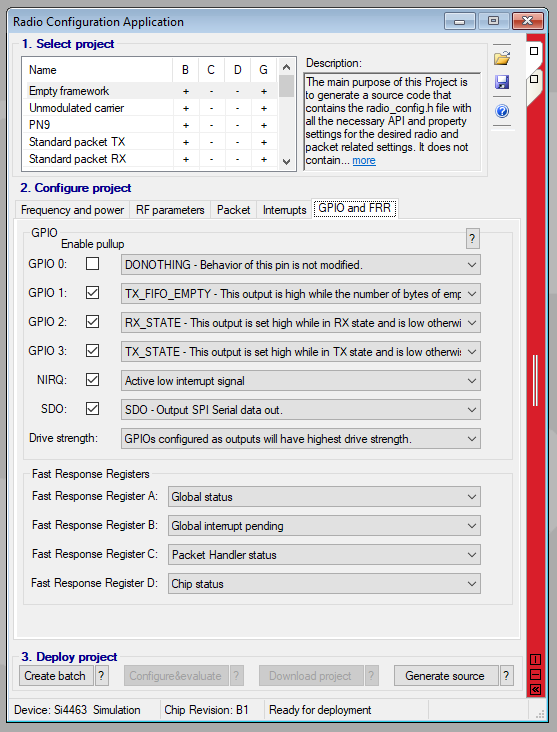 Radio Configuration Application
1. Select project
Name B C D G
Empty framework + - - +
Unmodulated carrier + - - +
PN9 + - - +
Standard packet TX + - - +
Standard packet RX + - - +
Description:
The main purpose of this Project is
to generate a source code that
contains the radio_config.h file with
all the necessary API and property
settings for the desired radio and
packet related settings. It does not
contain... more
2. Configure project
Frequency and power RF parameters Packet Interrupts GPIO and FRR
GPIO
Enable pullup ?
GPIO 0: DONOTHING - Behavior of this pin is not modified.
GPIO 1: TX_FIFO_EMPTY - This output is high while the number of bytes of emp
GPIO 2: RX_STATE - This output is set high while in RX state and is low otherwi
GPIO 3: TX_STATE - This output is set high while in TX state and is low otherwis
NIRQ: Active low interrupt signal
SDO: SDO - Output SPI Serial data out.
Drive strength: GPIOs configured as outputs will have highest drive strength.
Fast Response Registers
Fast Response Register A: Global status
Fast Response Register B: Global interrupt pending
Fast Response Register C: Packet Handler status
Fast Response Register D: Chip status
3. Deploy project
Create batch ? Configure&evaluate ? Download project ? Generate source ?
Device: Si4463 Simulation Chip Revision: B1 Ready for deployment